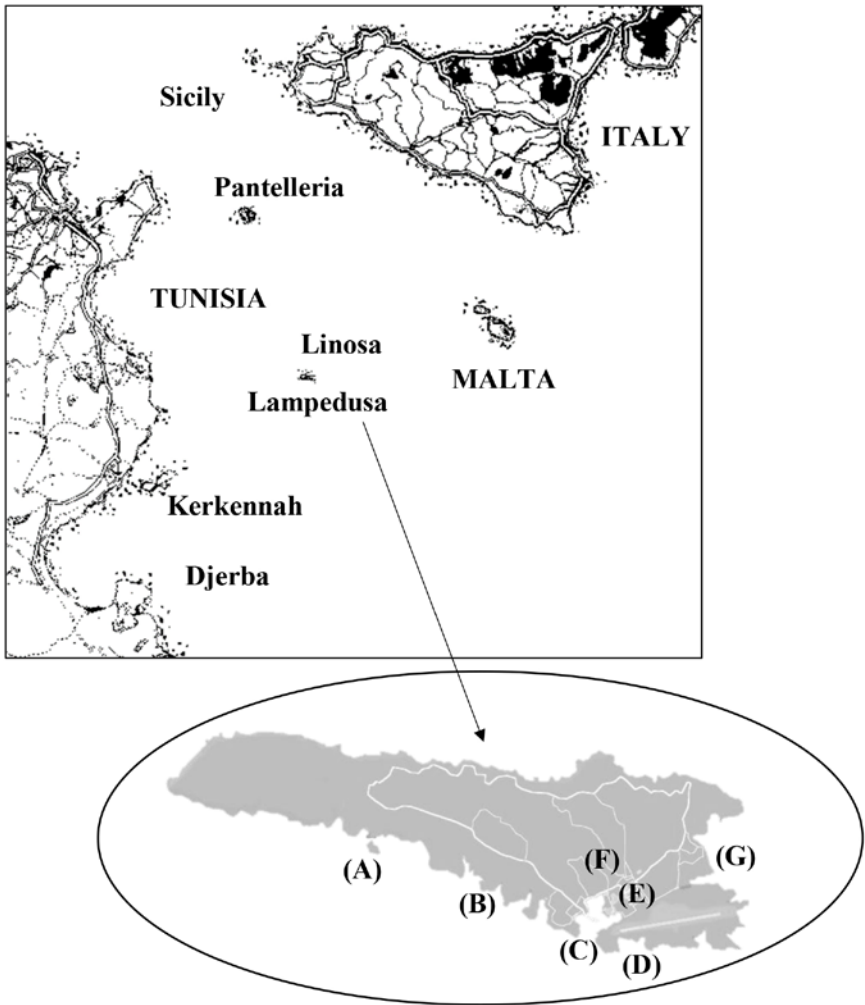 Sicily
ITALY
Pantelleria
TUNISIA
Linosa
MALTA
Lampedusa
Kerkennah
Djerba
(A)
(B)
(F)
(G)
(E)
(C)
(D)